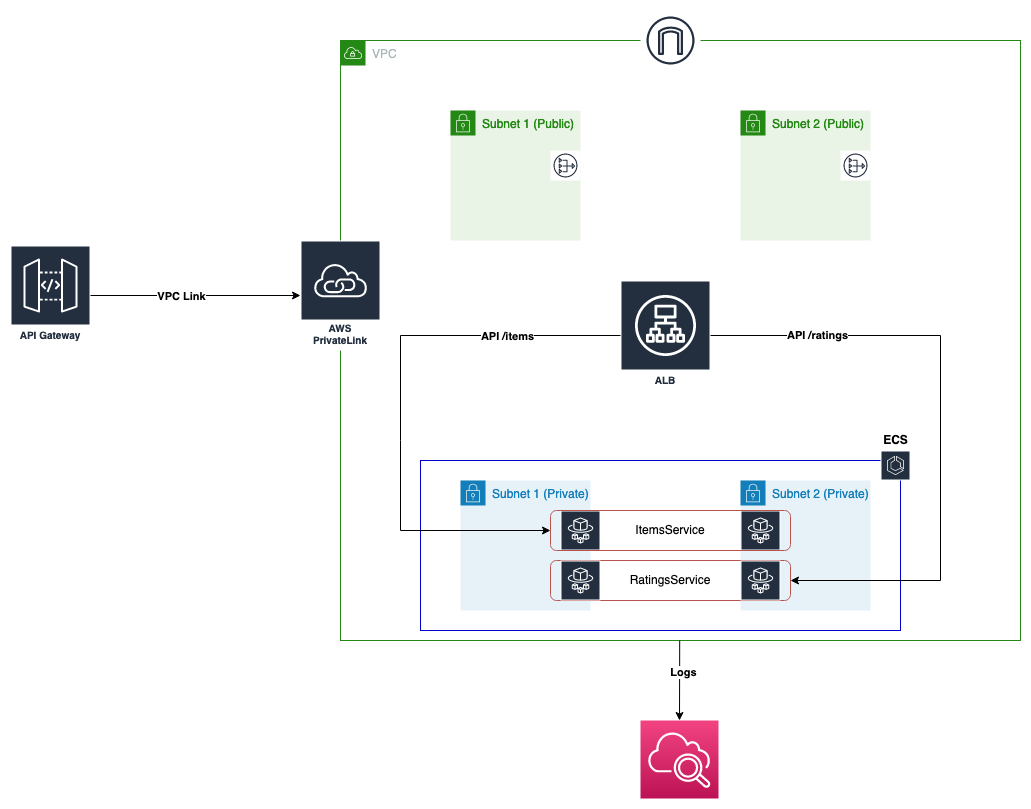 VPC
Subnet 1 (Public)
Subnet 2 (Public)
API Gateway
VPC Link
AWS
PrivateLink
API /items
API /ratings
ALB
ECS
Subnet 1 (Private)
Subnet 2 (Private)
ItemsService
RatingsService
Logs